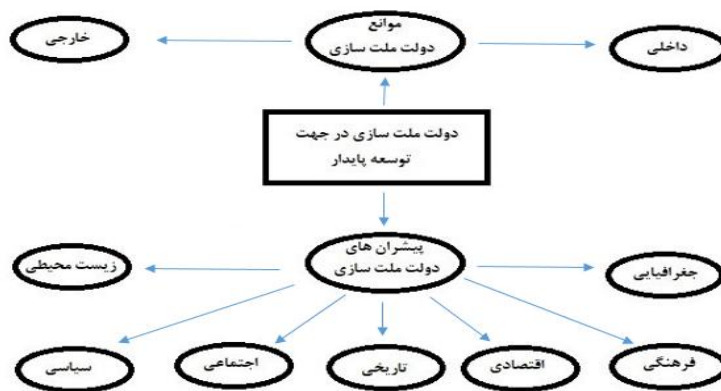 موانع
دولت ملت سازی
داخلی
خارجی
دولت ملت سازی در جهت
توسعه پایدار
پیشران های
دولت ملت سازی
جغرافیایی
زیست محیطی
فرهنگی
اقتصادی
تاریخی
اجتماعی
سیاسی